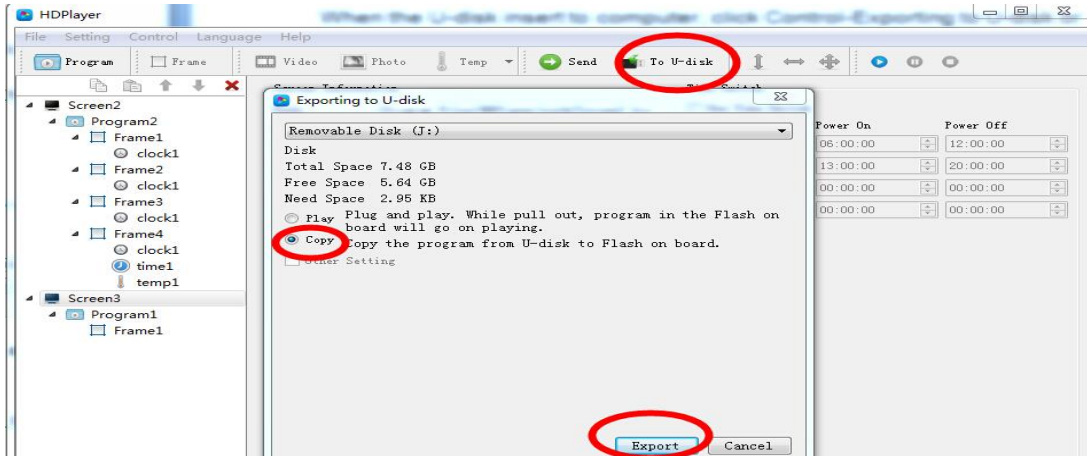 When the U-disk insert to computer click Control-Exporting to U-disk
HDPlayer
File Setting Control Language Help
Program Frame Video Photo Temp Send To U-disk
Screen2
Program2
Frame1
clock1
Frame2
clock1
Frame3
clock1
Frame4
clock1
time1
temp1
Screen3
Program1
Frame1
Exporting to U-disk
Removable Disk (J:)
Disk
Total Space 7.48 GB
Free Space 5.64 GB
Need Space 2.95 KB
Play Plug and play. While pull out, program in the Flash on
board will go on playing.
Copy Copy the program from U-disk to Flash on board.
Other Setting
Export Cancel
Power On Power Off
06:00:00 12:00:00
13:00:00 20:00:00
00:00:00 00:00:00
00:00:00 00:00:00